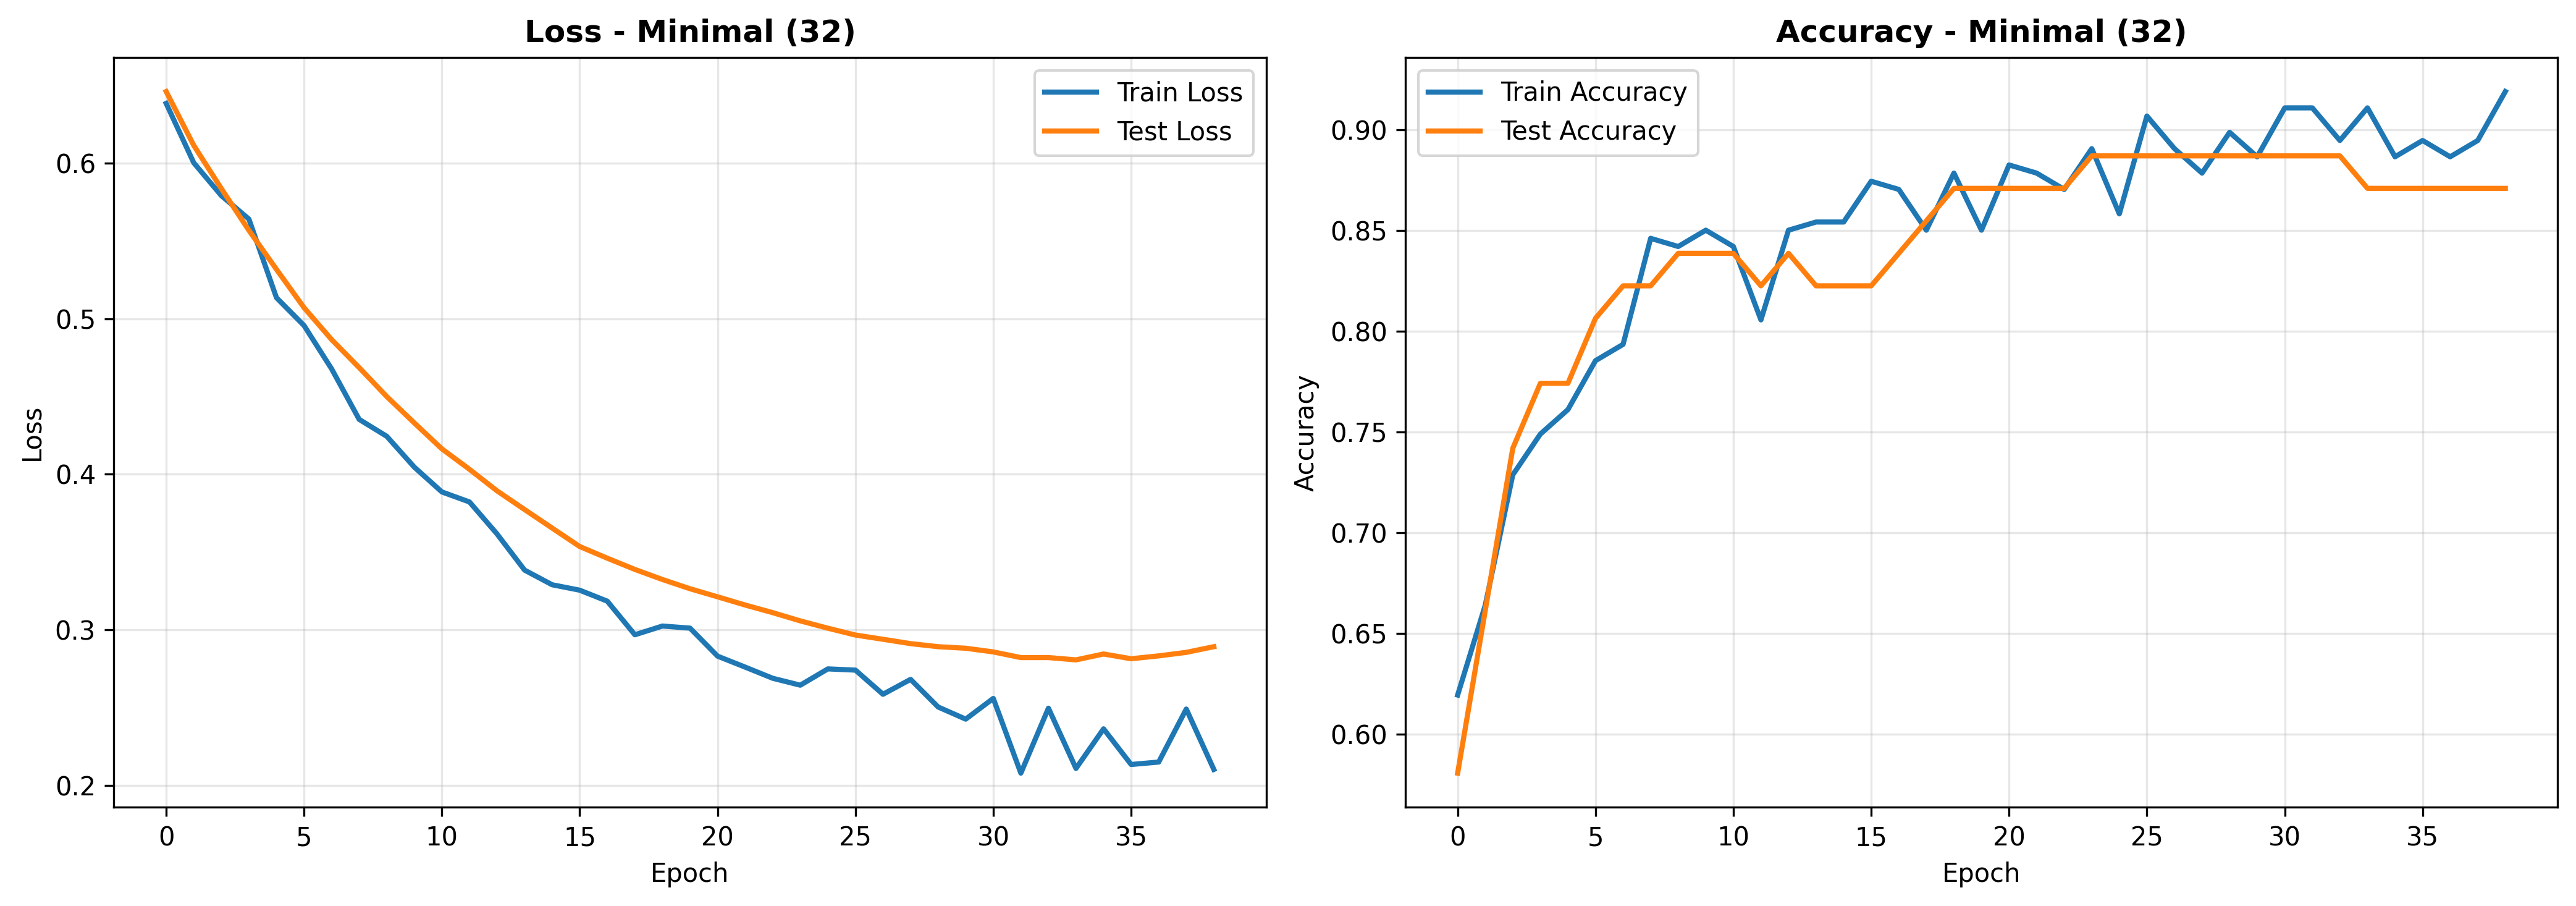 Loss - Minimal (32)
Train Loss
Test Loss
0.6
0.5
0.4
0.3
0.2
Loss
0 5 10 15 20 25 30 35
Epoch
Accuracy - Minimal (32)
Train Accuracy
Test Accuracy
0.90
0.85
0.80
0.75
0.70
0.65
0.60
Accuracy
0 5 10 15 20 25 30 35
Epoch